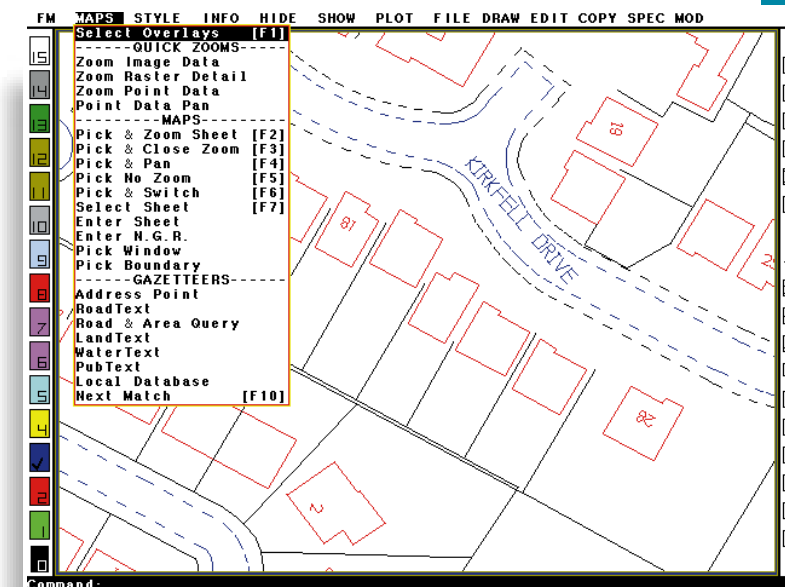 FM MAPS STYLE INFO HIDE SHOW PLOT FILE DRAW EDIT COPY SPEC MOD
Select Overlays [F1]
------QUICK ZOOMS-----
Zoom Image Data
Zoom Raster Detail
Zoom Point Data
Point Data Pan
---------MAPS---------
Pick & Zoom Sheet [F2]
Pick & Close Zoom [F3]
Pick & Pan [F4]
Pick No Zoom [F5]
Pick & Switch [F6]
Select Sheet [F7]
Enter Sheet
Enter N.G.R.
Pick Window
Pick Boundary
------GAZETTEERS------
Address Point
RoadText
Road & Area Query
LandText
WaterText
PubText
Local Database
Next Match [F10]
15
14
13
12
11
10
9
8
7
6
5
4
2
1
0
19
KIRKFELL DRIVE
18
26
2
Command: